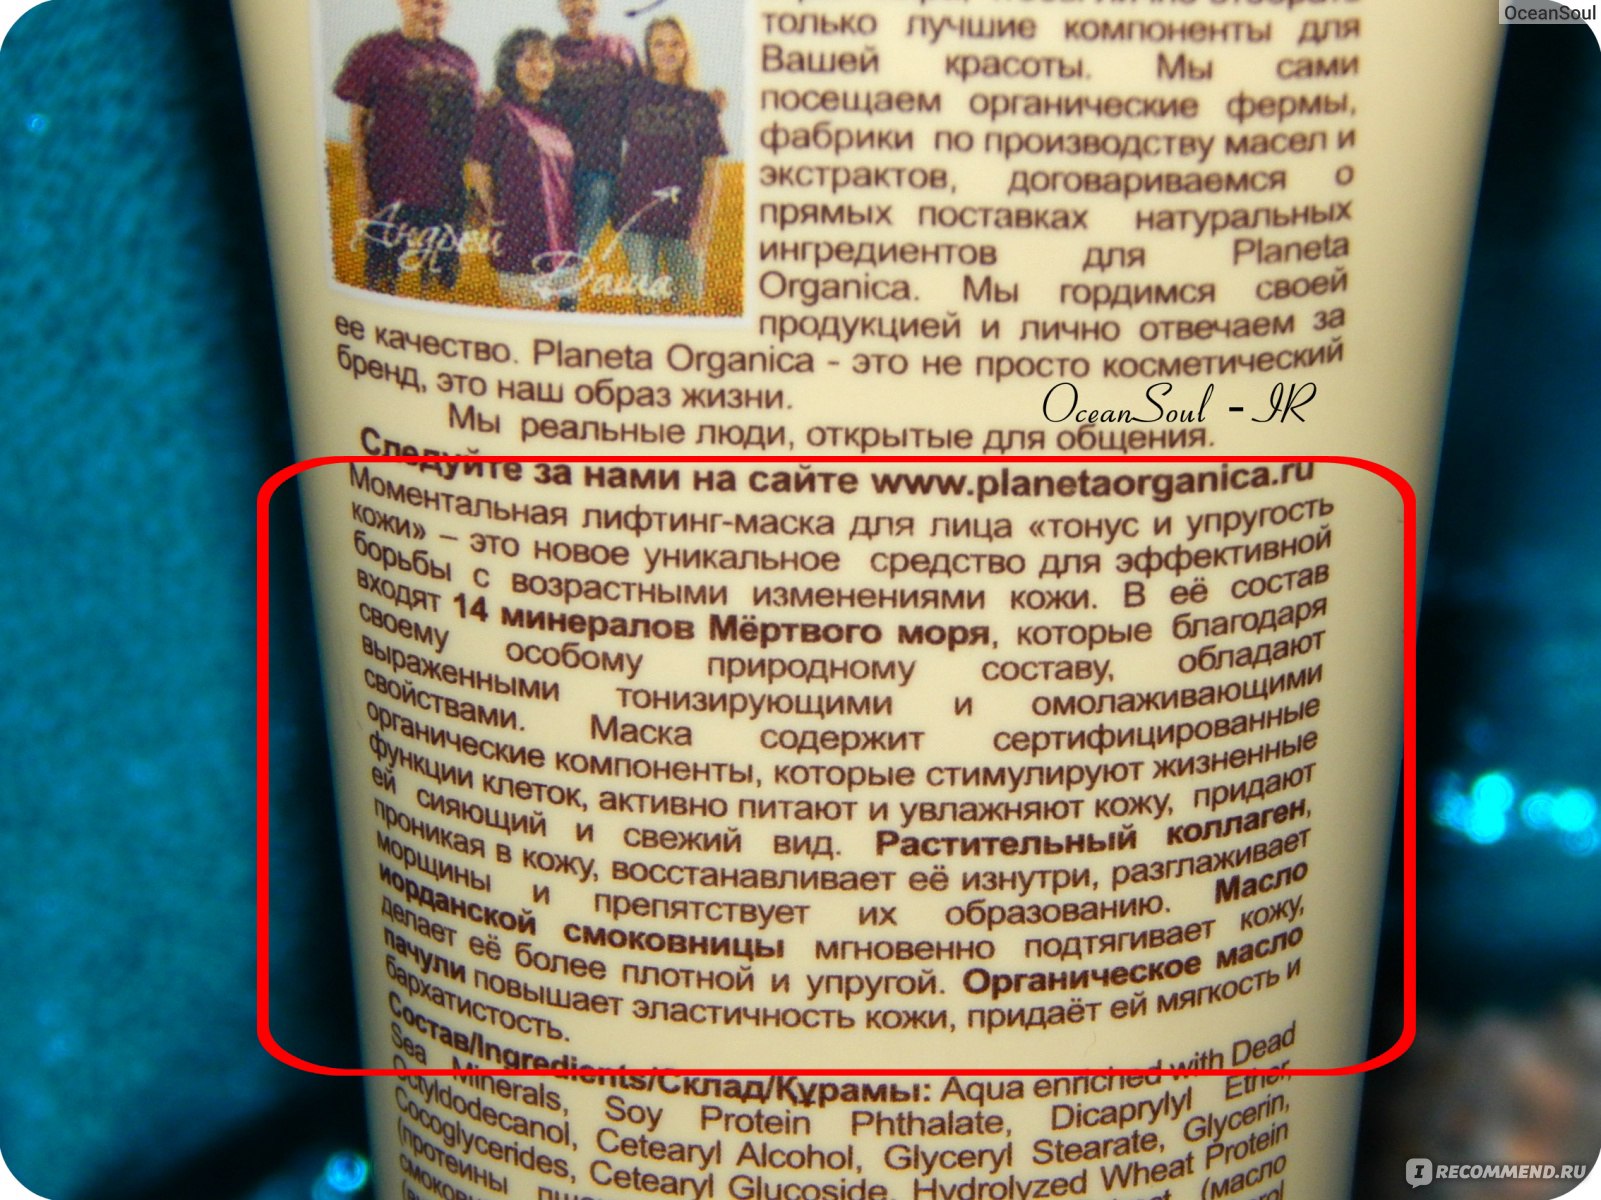 OceanSoul
только лучшие компоненты для
Вашей красоты. Мы сами
посещаем органические фермы,
фабрики по производству масел и
экстрактов, договариваемся о
прямых поставках натуральных
ингредиентов для Planeta
Organica. Мы гордимся своей
продукцией и лично отвечаем за
Андрей
Даша
ее качество. Planeta Organica - это не просто косметический
бренд, это наш образ жизни.
OceanSoul - IR
Мы реальные люди, открытые для общения.
Следуйте за нами на сайте www.planetaorganica.ru
Моментальная лифтинг-маска для лица «тонус и упругость
кожи» – это новое уникальное средство для эффективной
борьбы с возрастными изменениями кожи. В её состав
входят 14 минералов Мёртвого моря, которые благодаря
своему особому природному составу, обладают
выраженными тонизирующими и омолаживающими
свойствами. Маска содержит сертифицированные
органические компоненты, которые стимулируют жизненные
функции клеток, активно питают и увлажняют кожу, придают
ей сияющий и свежий вид. Растительный коллаген,
проникая в кожу, восстанавливает её изнутри, разглаживает
морщины и препятствует их образованию. Масло
иорданской смоковницы мгновенно подтягивает кожу,
делает её более плотной и упругой. Органическое масло
пачули повышает эластичность кожи, придаёт ей мягкость и
бархатистость.
Состав/Ingredients/Склад/Құрамы: Aqua enriched with Dead
Sea Minerals, Soy Protein Phthalate, Dicaprylyl Ether,
Octyldodecanol, Cetearyl Alcohol, Glyceryl Stearate, Glycerin,
Cocoglycerides, Cetearyl Glucoside, Hydrolyzed Wheat Protein
(протеины (масло
I RECOMMEND.RU